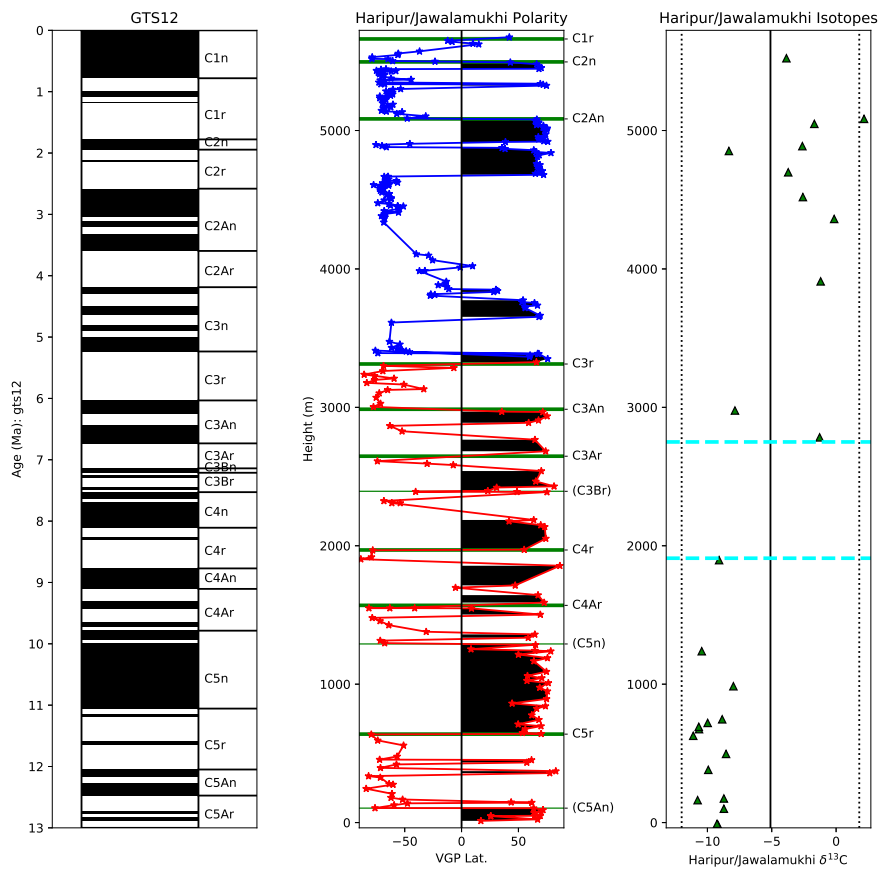 GTS12
Age (Ma): gts12
0
1
2
3
4
5
6
7
8
9
10
11
12
13
C1n
C1r
C2n
C2r
C2An
C2Ar
C3n
C3r
C3An
C3Ar
C3Bn
C3Br
C4n
C4r
C4An
C4Ar
C5n
C5r
C5An
C5Ar
Haripur/Jawalamukhi Polarity
Height (m)
5000
4000
3000
2000
1000
0
C1r
C2n
C2An
C3r
C3An
C3Ar
(C3Br)
C4r
C4Ar
(C5n)
C5r
(C5An)
−50
0
50
VGP Lat.
Haripur/Jawalamukhi Isotopes
5000
4000
3000
2000
1000
0
−10
−5
0
Haripur/Jawalamukhi δ¹³C